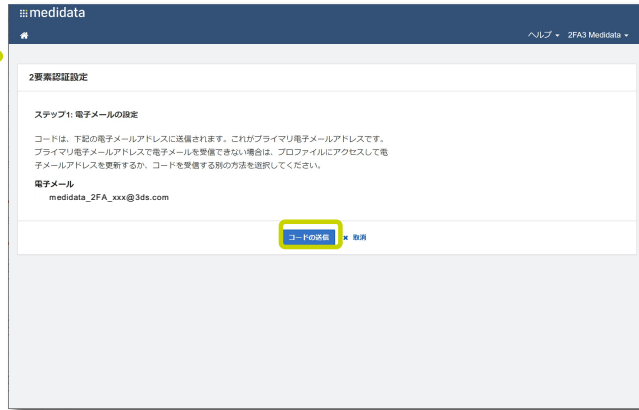 medidata
ヘルプ 2FA3 Medidata
2要素認証設定
ステップ1: 電子メールの設定
コードは、下記の電子メールアドレスに送信されます。これがプライマリ電子メールアドレスです。
プライマリ電子メールアドレスで電子メールを受信できない場合は、プロファイルにアクセスして電
子メールアドレスを更新するか、コードを受信する別の方法を選択してください。
電子メール
medidata_2FA_xxx@3ds.com
コードの送信 × 取消